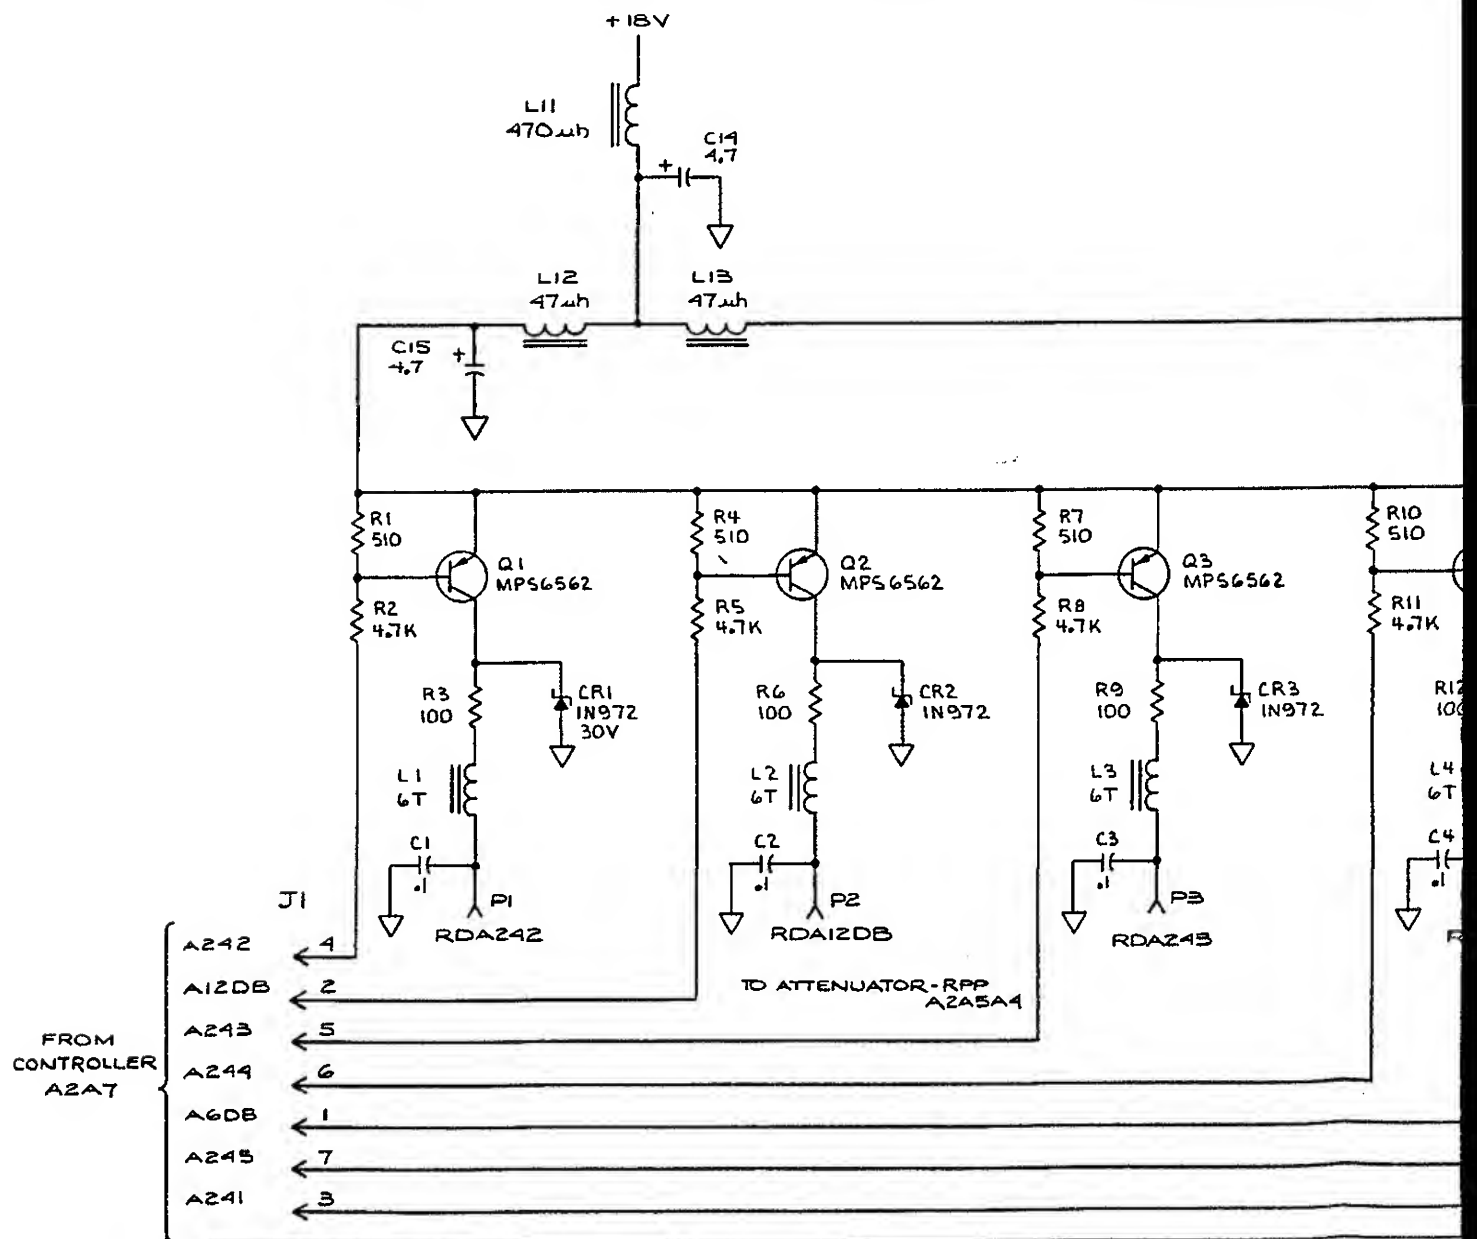 +18V
L11
470µh
C14
4.7
+
L12
47µh
L13
47µh
C15
4.7
+
R1
510
Q1
MPS6562
R2
4.7K
R4
510
Q2
MPS6562
R5
4.7K
R7
510
Q3
MPS6562
R8
4.7K
R10
510
R11
4.7K
R3
100
CR1
1N972
30V
R6
100
CR2
1N972
R9
100
CR3
1N972
L1
6T
L2
6T
L3
6T
L4
6T
C1
.1
C2
.1
C3
.1
C4
.1
P1
RDA242
P2
RDA12DB
P3
RDA243
TO ATTENUATOR-RPP
A2A5A4
J1
A242 4
A12DB 2
A243 5
A244 6
A6DB 1
A245 7
A241 3
FROM
CONTROLLER
A2A7